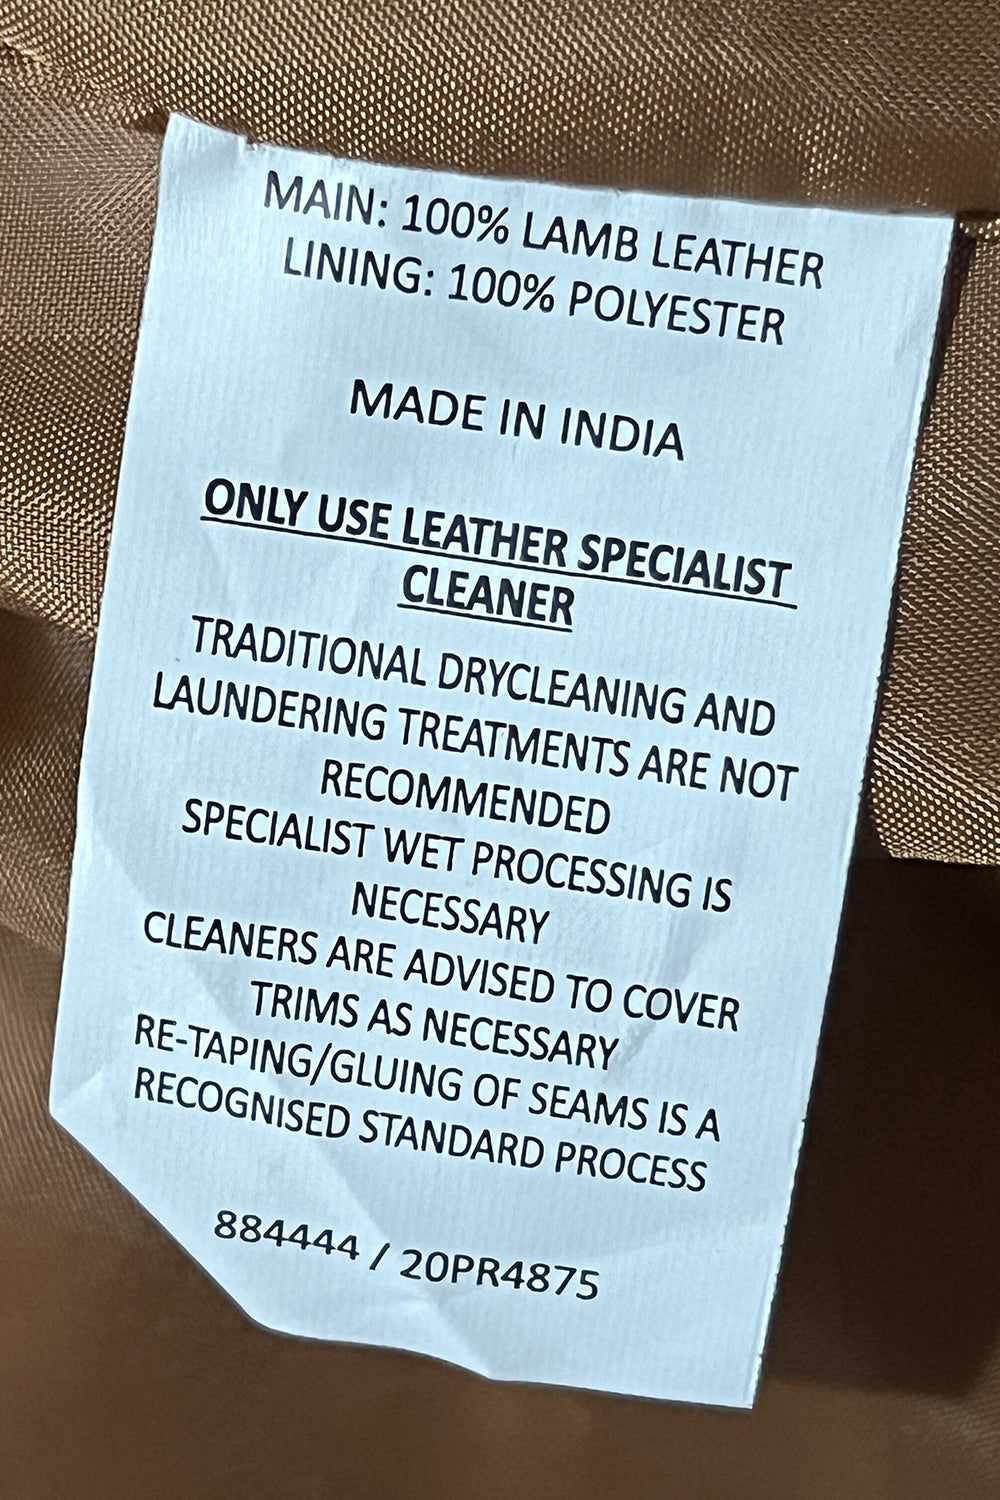 MAIN: 100% LAMB LEATHER
LINING: 100% POLYESTER
MADE IN INDIA
ONLY USE LEATHER SPECIALIST
CLEANER
TRADITIONAL DRYCLEANING AND
LAUNDERING TREATMENTS ARE NOT
RECOMMENDED
SPECIALIST WET PROCESSING IS
NECESSARY
CLEANERS ARE ADVISED TO COVER
TRIMS AS NECESSARY
RE-TAPING/GLUING OF SEAMS IS A
RECOGNISED STANDARD PROCESS
884444 / 20PR4875